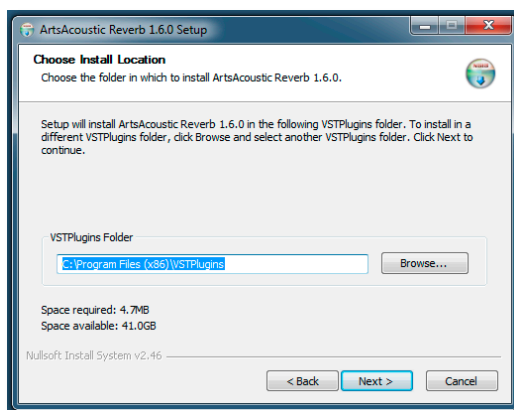 ArtsAcoustic Reverb 1.6.0 Setup
Choose Install Location
Choose the folder in which to install ArtsAcoustic Reverb 1.6.0.
Setup will install ArtsAcoustic Reverb 1.6.0 in the following VSTPlugins folder. To install in a
different VSTPlugins folder, click Browse and select another VSTPlugins folder. Click Next to
continue.
VSTPlugins Folder
C:\Program Files (x86)\VSTPlugins
Browse...
Space required: 4.7MB
Space available: 41.0GB
Nullsoft Install System v2.46
< Back Next > Cancel